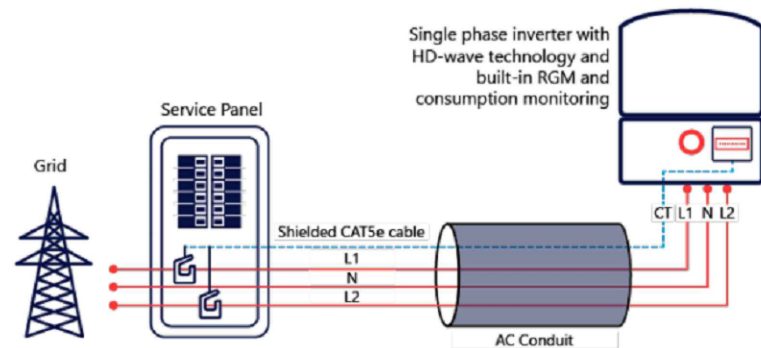 Single phase inverter with
HD-wave technology and
built-in RGM and
consumption monitoring
Service Panel
Grid
CT L1 N L2
Shielded CAT5e cable
L1
N
L2
AC Conduit